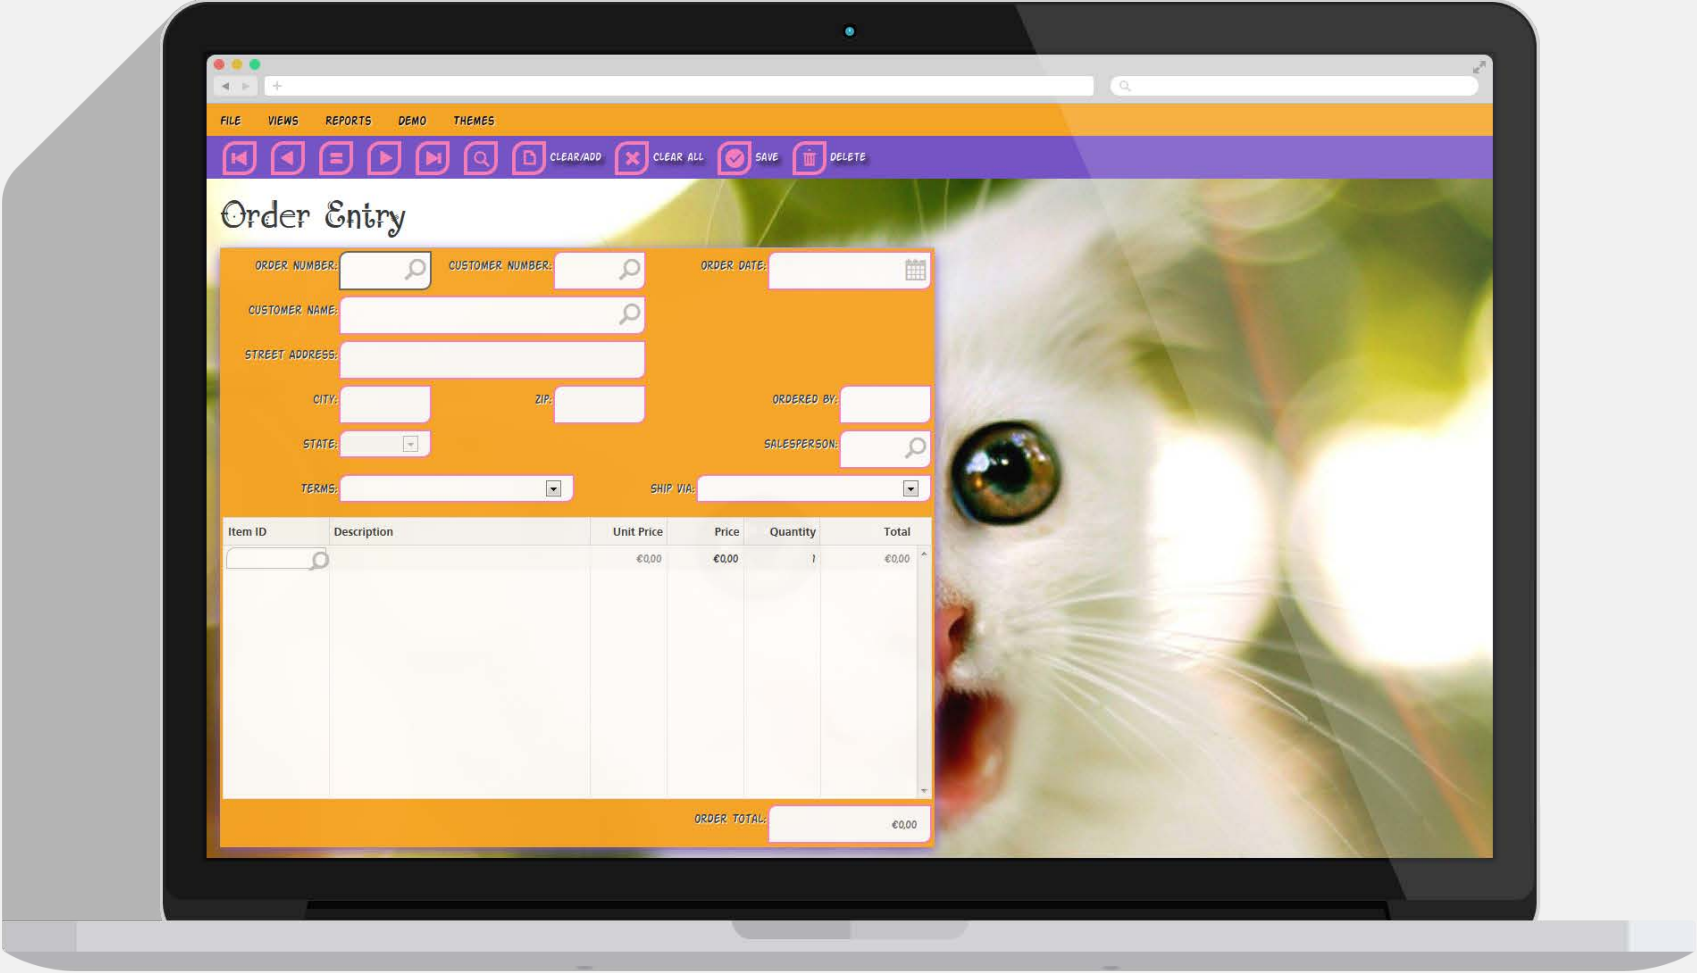 FILE VIEWS REPORTS DEMO THEMES
CLEAR/ADD CLEAR ALL SAVE DELETE
Order Entry
ORDER NUMBER: CUSTOMER NUMBER: ORDER DATE:
CUSTOMER NAME:
STREET ADDRESS:
CITY: ZIP: ORDERED BY:
STATE: SALESPERSON:
TERMS: SHIP VIA:
Item ID Description Unit Price Price Quantity Total
€0,00 €0,00 1 €0,00
ORDER TOTAL: €0,00